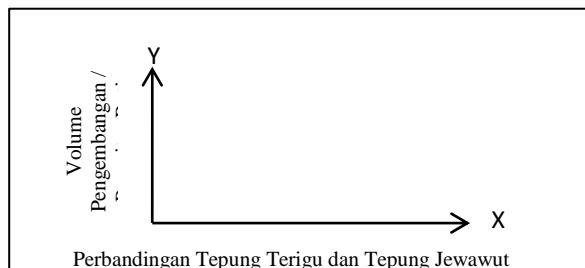 Y
Volume
Pengembangan /
X
Perbandingan Tepung Terigu dan Tepung Jewawut